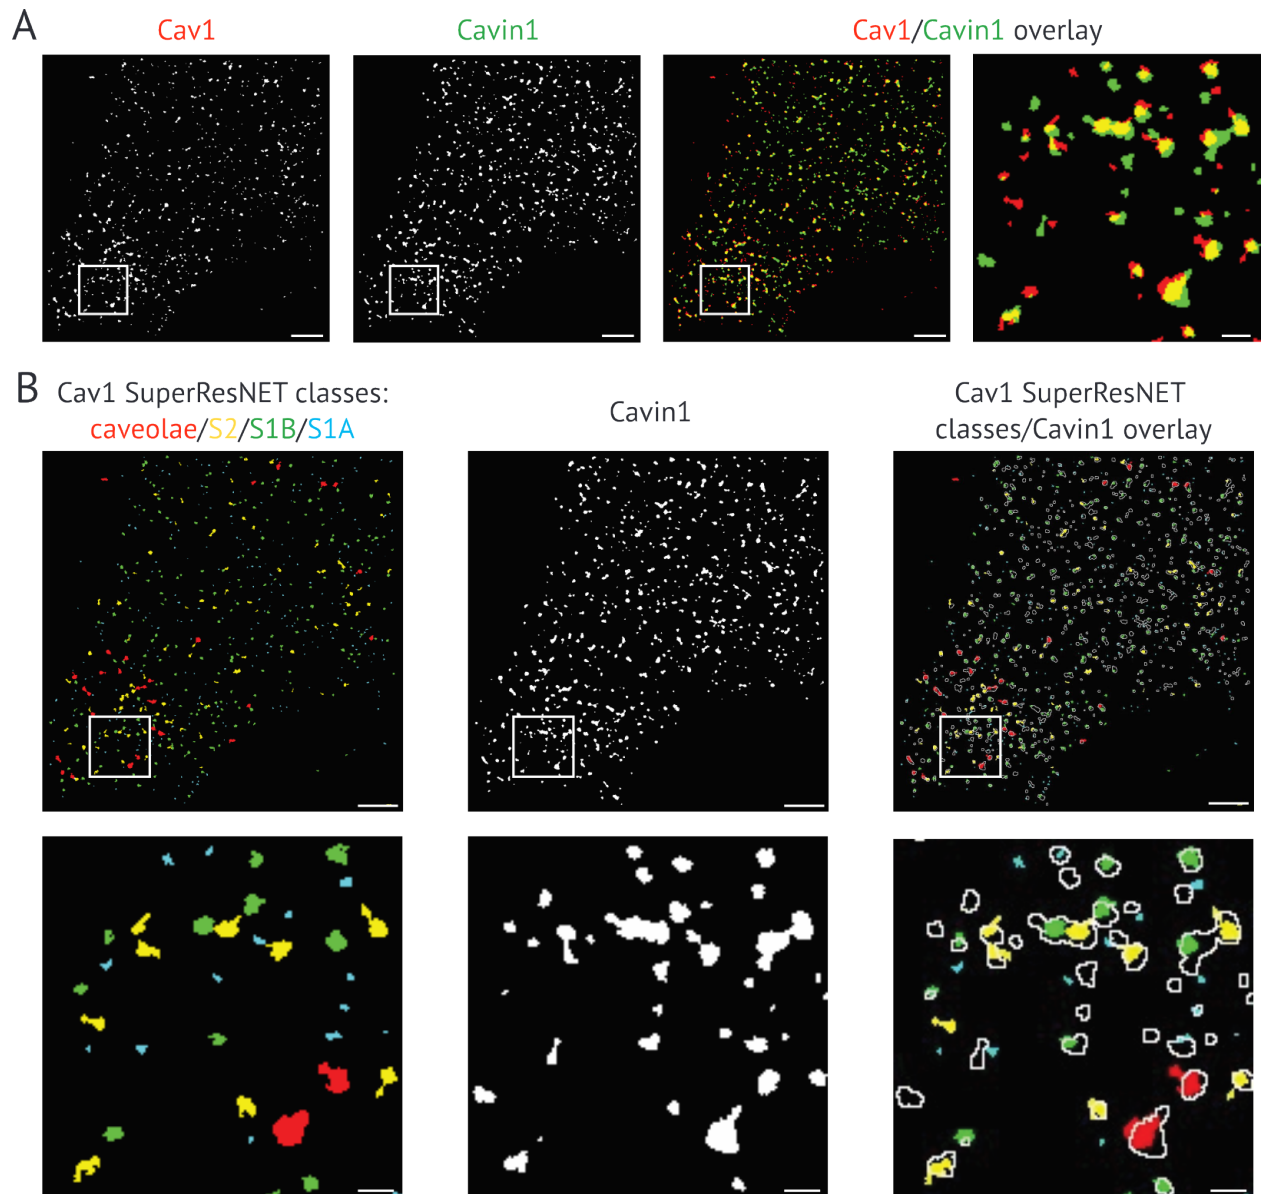 A
Cav1
Cavin1
Cav1/Cavin1 overlay
B
Cav1 SuperResNET classes:
caveolae/S2/S1B/S1A
Cavin1
Cav1 SuperResNET
classes/Cavin1 overlay